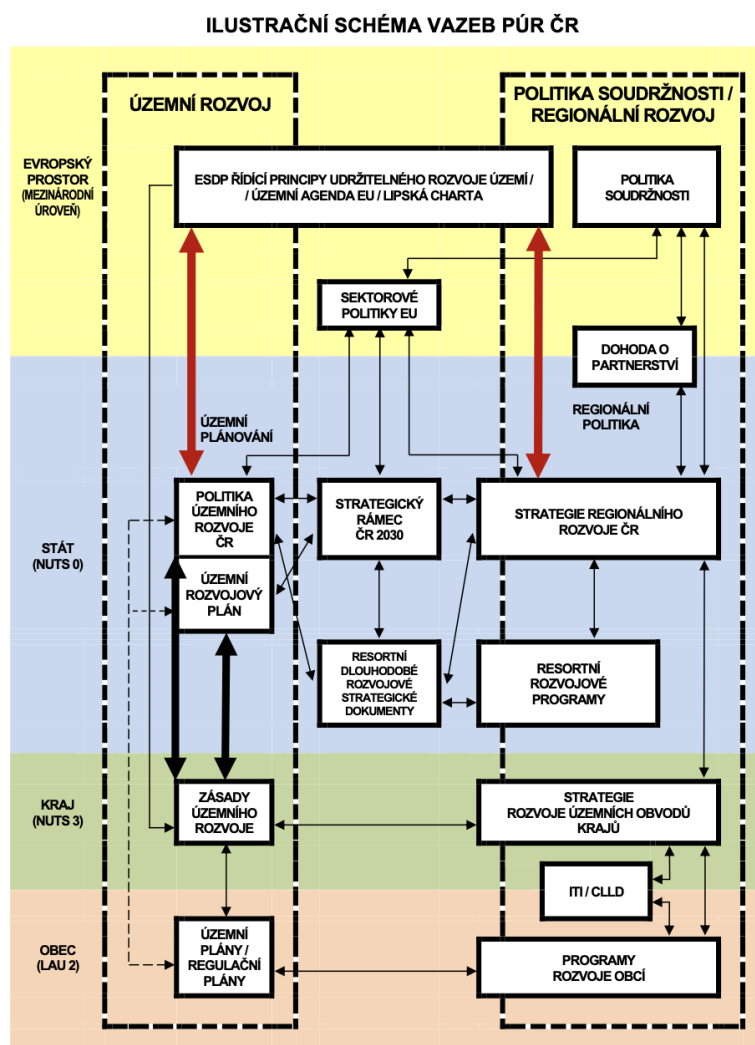 ILUSTRAČNÍ SCHÉMA VAZEB PÚR ČR
ÚZEMNÍ ROZVOJ
POLITIKA SOUDRŽNOSTI /
REGIONÁLNÍ ROZVOJ
EVROPSKÝ
PROSTOR
(MEZINÁRODNÍ
ÚROVEŇ)
ESDP ŘÍDÍCÍ PRINCIPY UDRŽITELNÉHO ROZVOJE ÚZEMÍ /
/ ÚZEMNÍ AGENDA EU / LIPSKÁ CHARTA
POLITIKA
SOUDRŽNOSTI
SEKTOROVÉ
POLITIKY EU
DOHODA O
PARTNERSTVÍ
ÚZEMNÍ
PLÁNOVÁNÍ
REGIONÁLNÍ
POLITIKA
STÁT
(NUTS 0)
POLITIKA
ÚZEMNÍHO
ROZVOJE
ČR
STRATEGICKÝ
RÁMEC
ČR 2030
STRATEGIE REGIONÁLNÍHO
ROZVOJE ČR
ÚZEMNÍ
ROZVOJOVÝ
PLÁN
RESORTNÍ
DLOUHODOBÉ
ROZVOJOVÉ
STRATEGICKÉ
DOKUMENTY
RESORTNÍ
ROZVOJOVÉ
PROGRAMY
KRAJ
(NUTS 3)
ZÁSADY
ÚZEMNÍHO
ROZVOJE
STRATEGIE
ROZVOJE ÚZEMNÍCH OBVODŮ
KRAJŮ
ITI / CLLD
OBEC
(LAU 2)
ÚZEMNÍ
PLÁNY /
REGULAČNÍ
PLÁNY
PROGRAMY
ROZVOJE OBCÍ